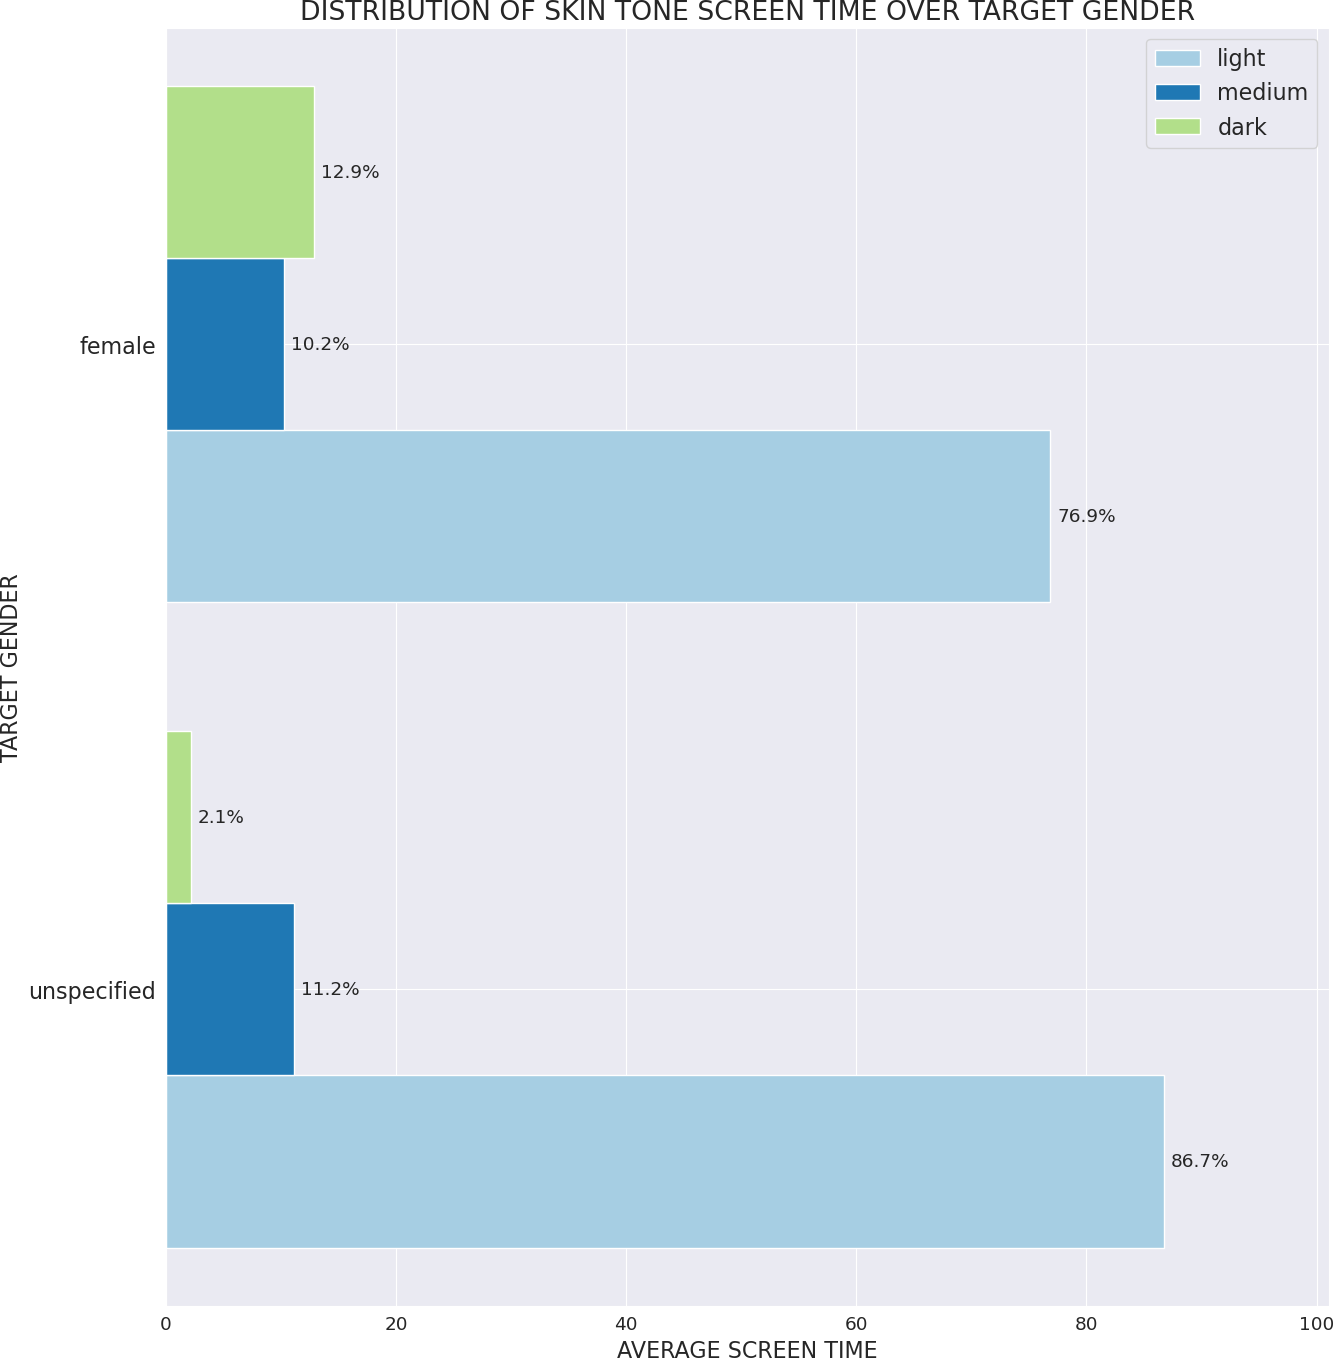 DISTRIBUTION OF SKIN TONE SCREEN TIME OVER TARGET GENDER
light
medium
dark
12.9%
female
10.2%
76.9%
TARGET GENDER
2.1%
unspecified
11.2%
86.7%
0 20 40 60 80 100
AVERAGE SCREEN TIME